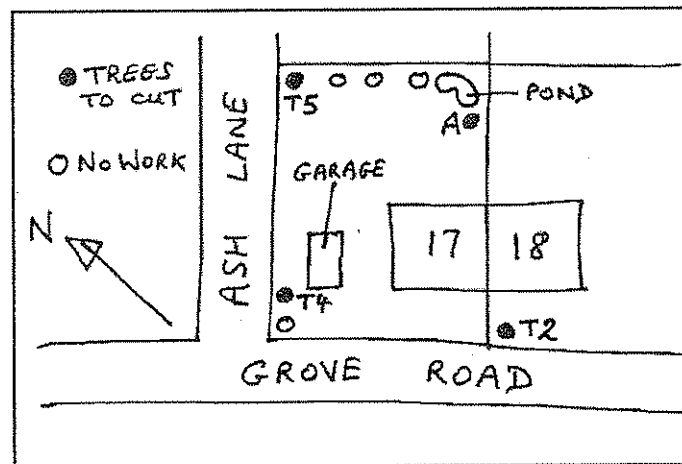 TREES
TO CUT
NO WORK
N
ASH LANE
T5
POND
A
GARAGE
17
18
T4
T2
GROVE ROAD